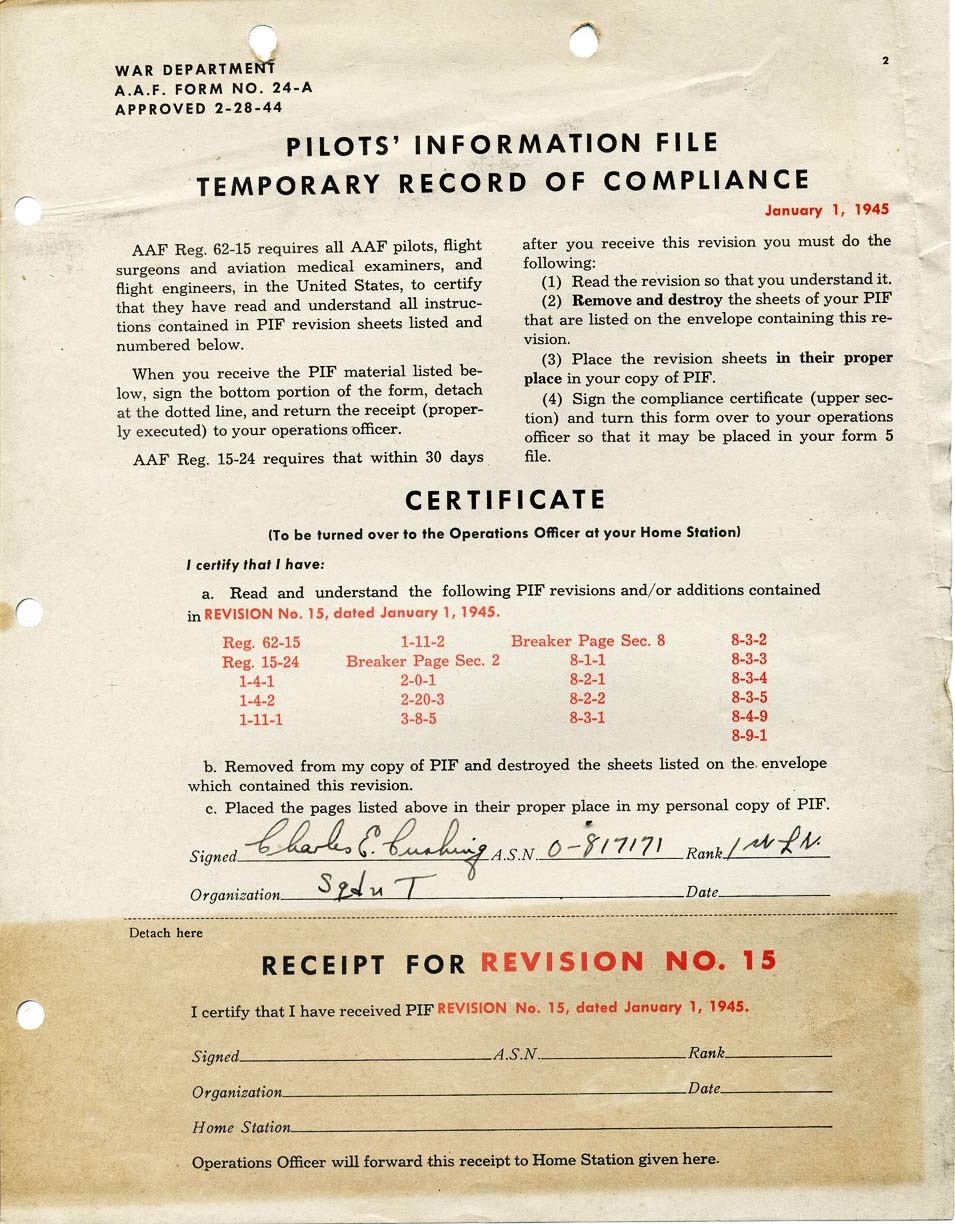 2
WAR DEPARTMENT
A.A.F. FORM NO. 24-A
APPROVED 2-28-44
PILOTS' INFORMATION FILE
TEMPORARY RECORD OF COMPLIANCE
January 1, 1945
AAF Reg. 62-15 requires all AAF pilots, flight
surgeons and aviation medical examiners, and
flight engineers, in the United States, to certify
that they have read and understand all instruc-
tions contained in PIF revision sheets listed and
numbered below.
When you receive the PIF material listed be-
low, sign the bottom portion of the form, detach
at the dotted line, and return the receipt (proper-
ly executed) to your operations officer.
AAF Reg. 15-24 requires that within 30 days
after you receive this revision you must do the
following:
(1) Read the revision so that you understand it.
(2) Remove and destroy the sheets of your PIF
that are listed on the envelope containing this re-
vision.
(3) Place the revision sheets in their proper
place in your copy of PIF.
(4) Sign the compliance certificate (upper sec-
tion) and turn this form over to your operations
officer so that it may be placed in your form 5
file.
CERTIFICATE
(To be turned over to the Operations Officer at your Home Station)
I certify that I have:
a. Read and understand the following PIF revisions and/or additions contained
in REVISION No. 15, dated January 1, 1945.
Reg. 62-15 1-11-2 Breaker Page Sec. 8 8-3-2
Reg. 15-24 Breaker Page Sec. 2 8-1-1 8-3-3
1-4-1 2-0-1 8-2-1 8-3-4
1-4-2 2-20-3 8-2-2 8-3-5
1-11-1 3-8-5 8-3-1 8-4-9
8-9-1
b. Removed from my copy of PIF and destroyed the sheets listed on the envelope
which contained this revision.
c. Placed the pages listed above in their proper place in my personal copy of PIF.
Signed Charles E. Cushing A.S.N. O-817171 Rank 1st Lt.
Organization Sqdn T Date
Detach here
RECEIPT FOR REVISION NO. 15
I certify that I have received PIF REVISION No. 15, dated January 1, 1945.
Signed A.S.N. Rank
Organization Date
Home Station
Operations Officer will forward this receipt to Home Station given here.